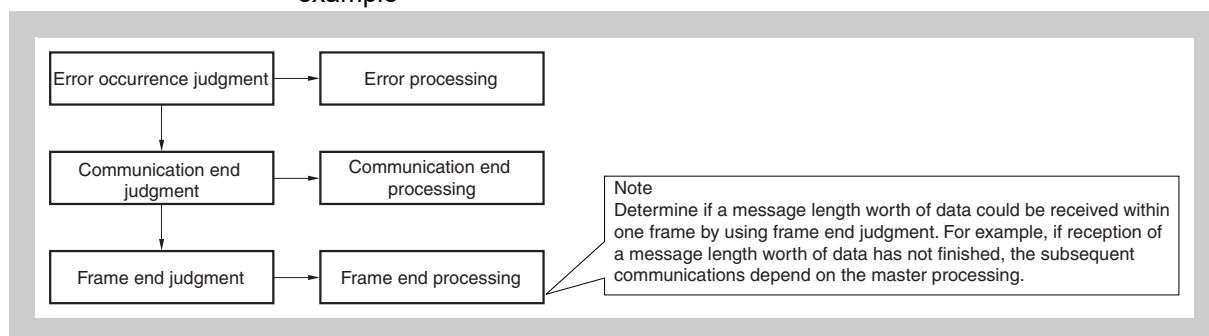 example
Error occurrence judgment
Error processing
Communication end
judgment
Communication end
processing
Note
Determine if a message length worth of data could be received within
one frame by using frame end judgment. For example, if reception of
a message length worth of data has not finished, the subsequent
communications depend on the master processing.
Frame end judgment
Frame end processing